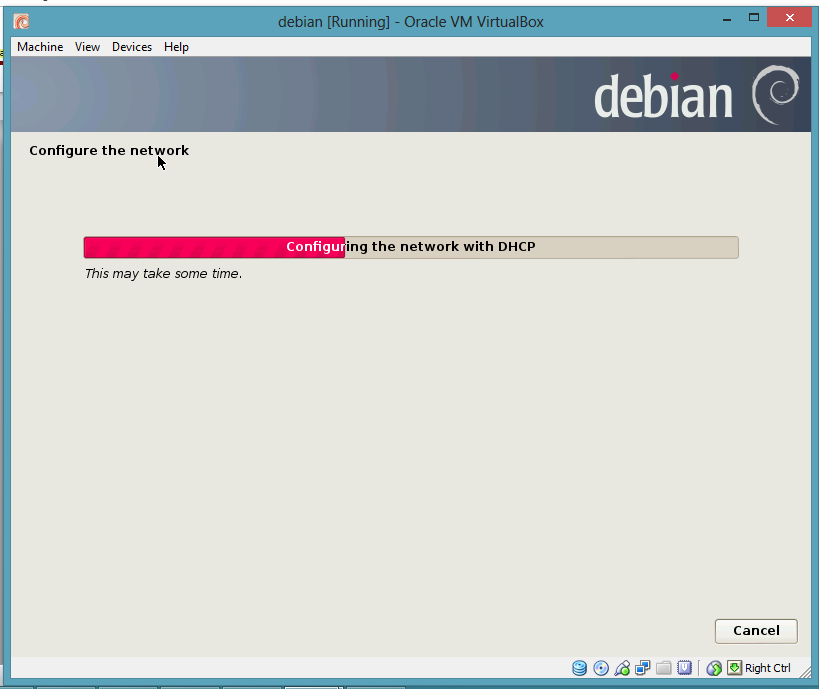 debian [Running] - Oracle VM VirtualBox
Machine View Devices Help
debian
Configure the network
Configuring the network with DHCP
This may take some time.
Cancel
Right Ctrl